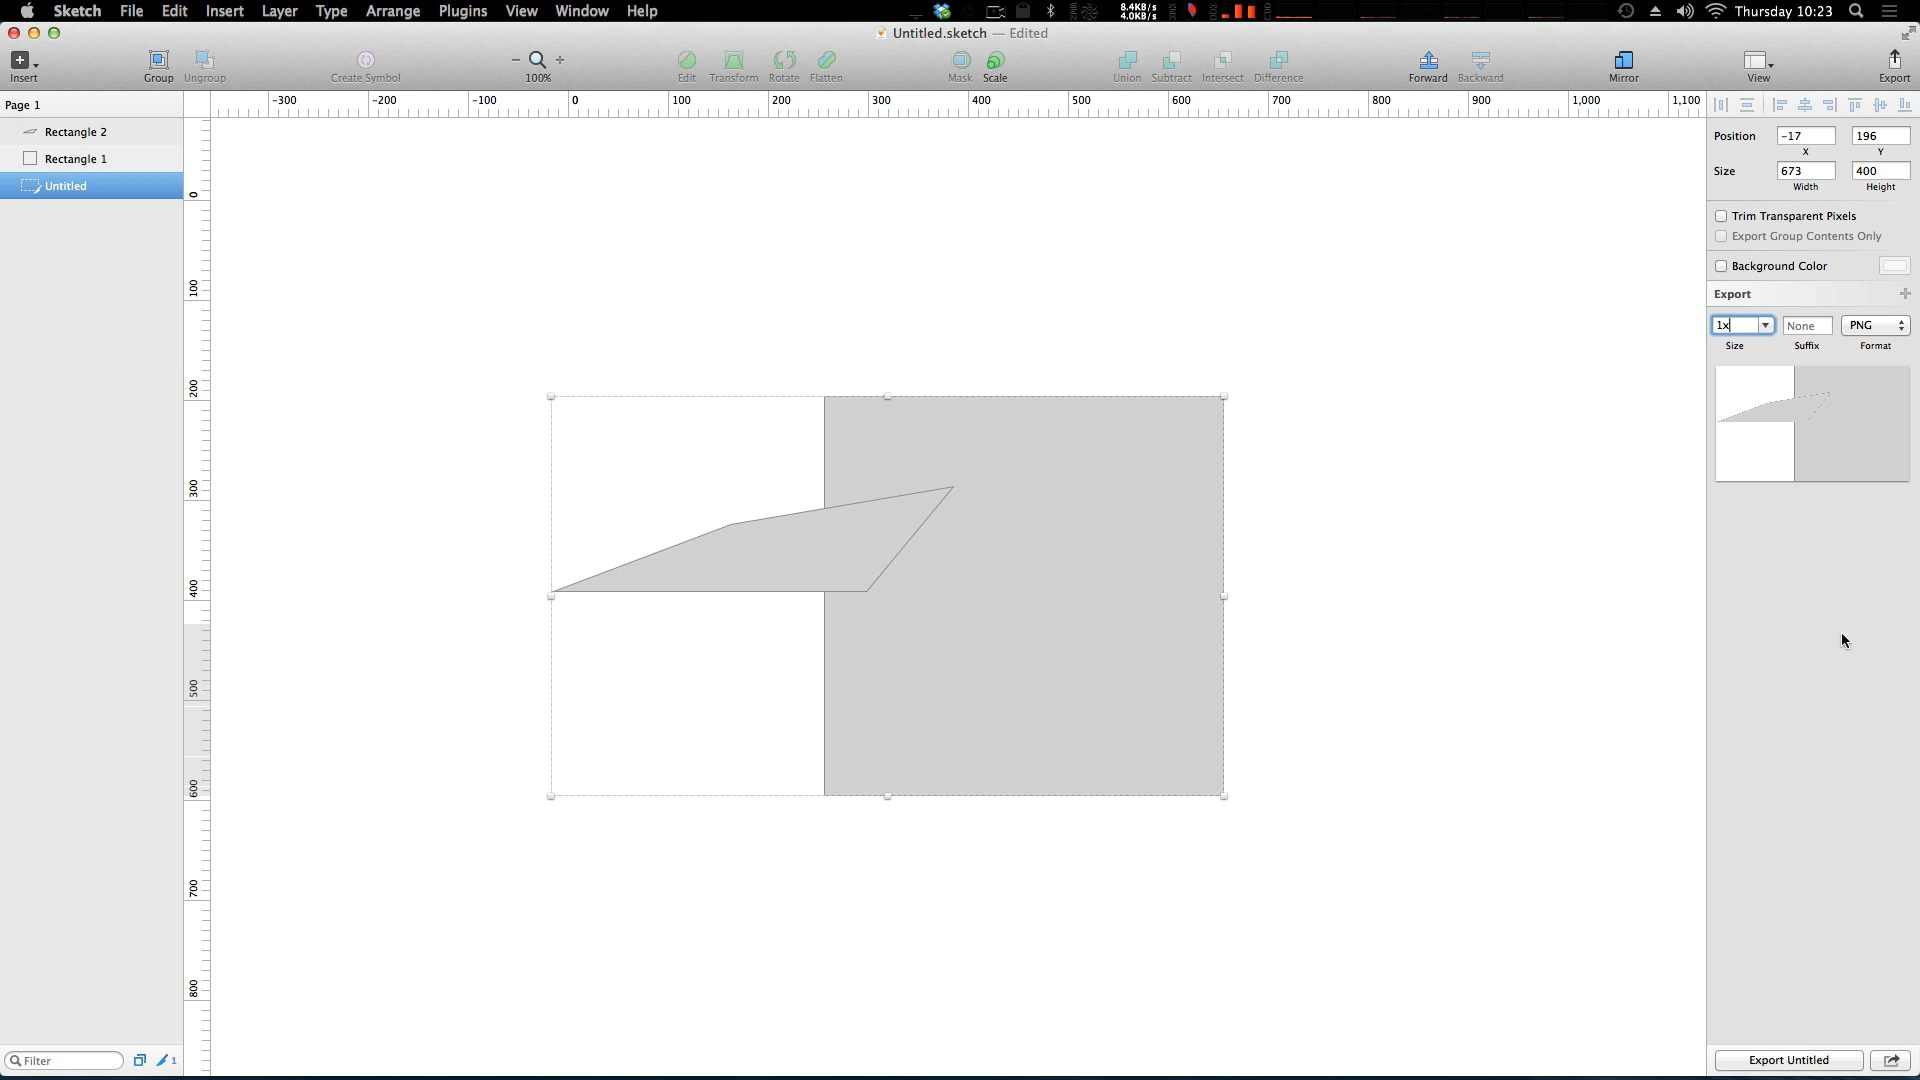 Sketch File Edit Insert Layer Type Arrange Plugins View Window Help
8.4KB/s
4.0KB/s
Thursday 10:23
Untitled.sketch — Edited
Insert Group Ungroup Create Symbol 100% Edit Transform Rotate Flatten Mask Scale Union Subtract Intersect Difference Forward Backward Mirror View Export
Page 1
-300 -200 -100 0 100 200 300 400 500 600 700 800 900 1,000 1,100
Rectangle 2
Rectangle 1
Untitled
0
100
200
300
400
500
600
700
800
Position -17 196
X Y
Size 673 400
Width Height
Trim Transparent Pixels
Export Group Contents Only
Background Color
Export
1x None PNG
Size Suffix Format
Filter 1
Export Untitled